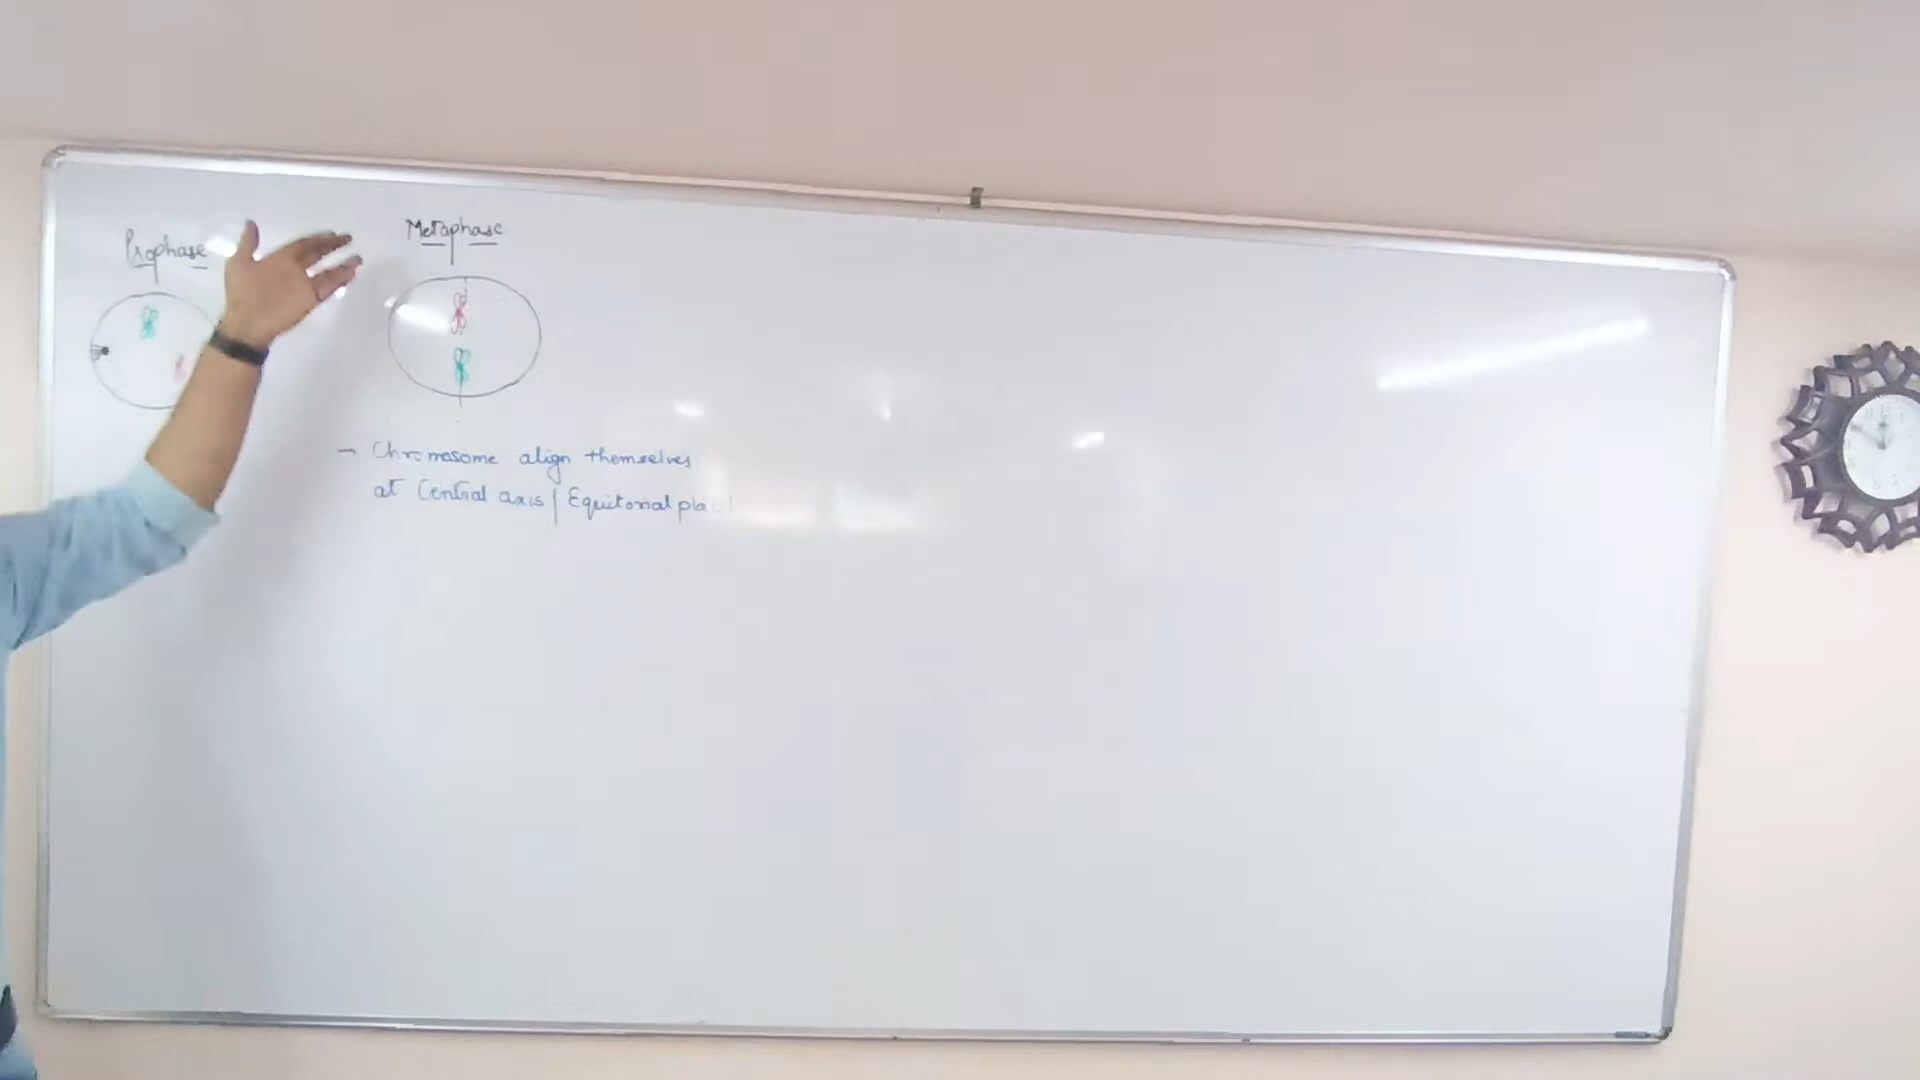 Prophase
Metaphase
- Chromosome align themselves
at Central axis | Equitorial